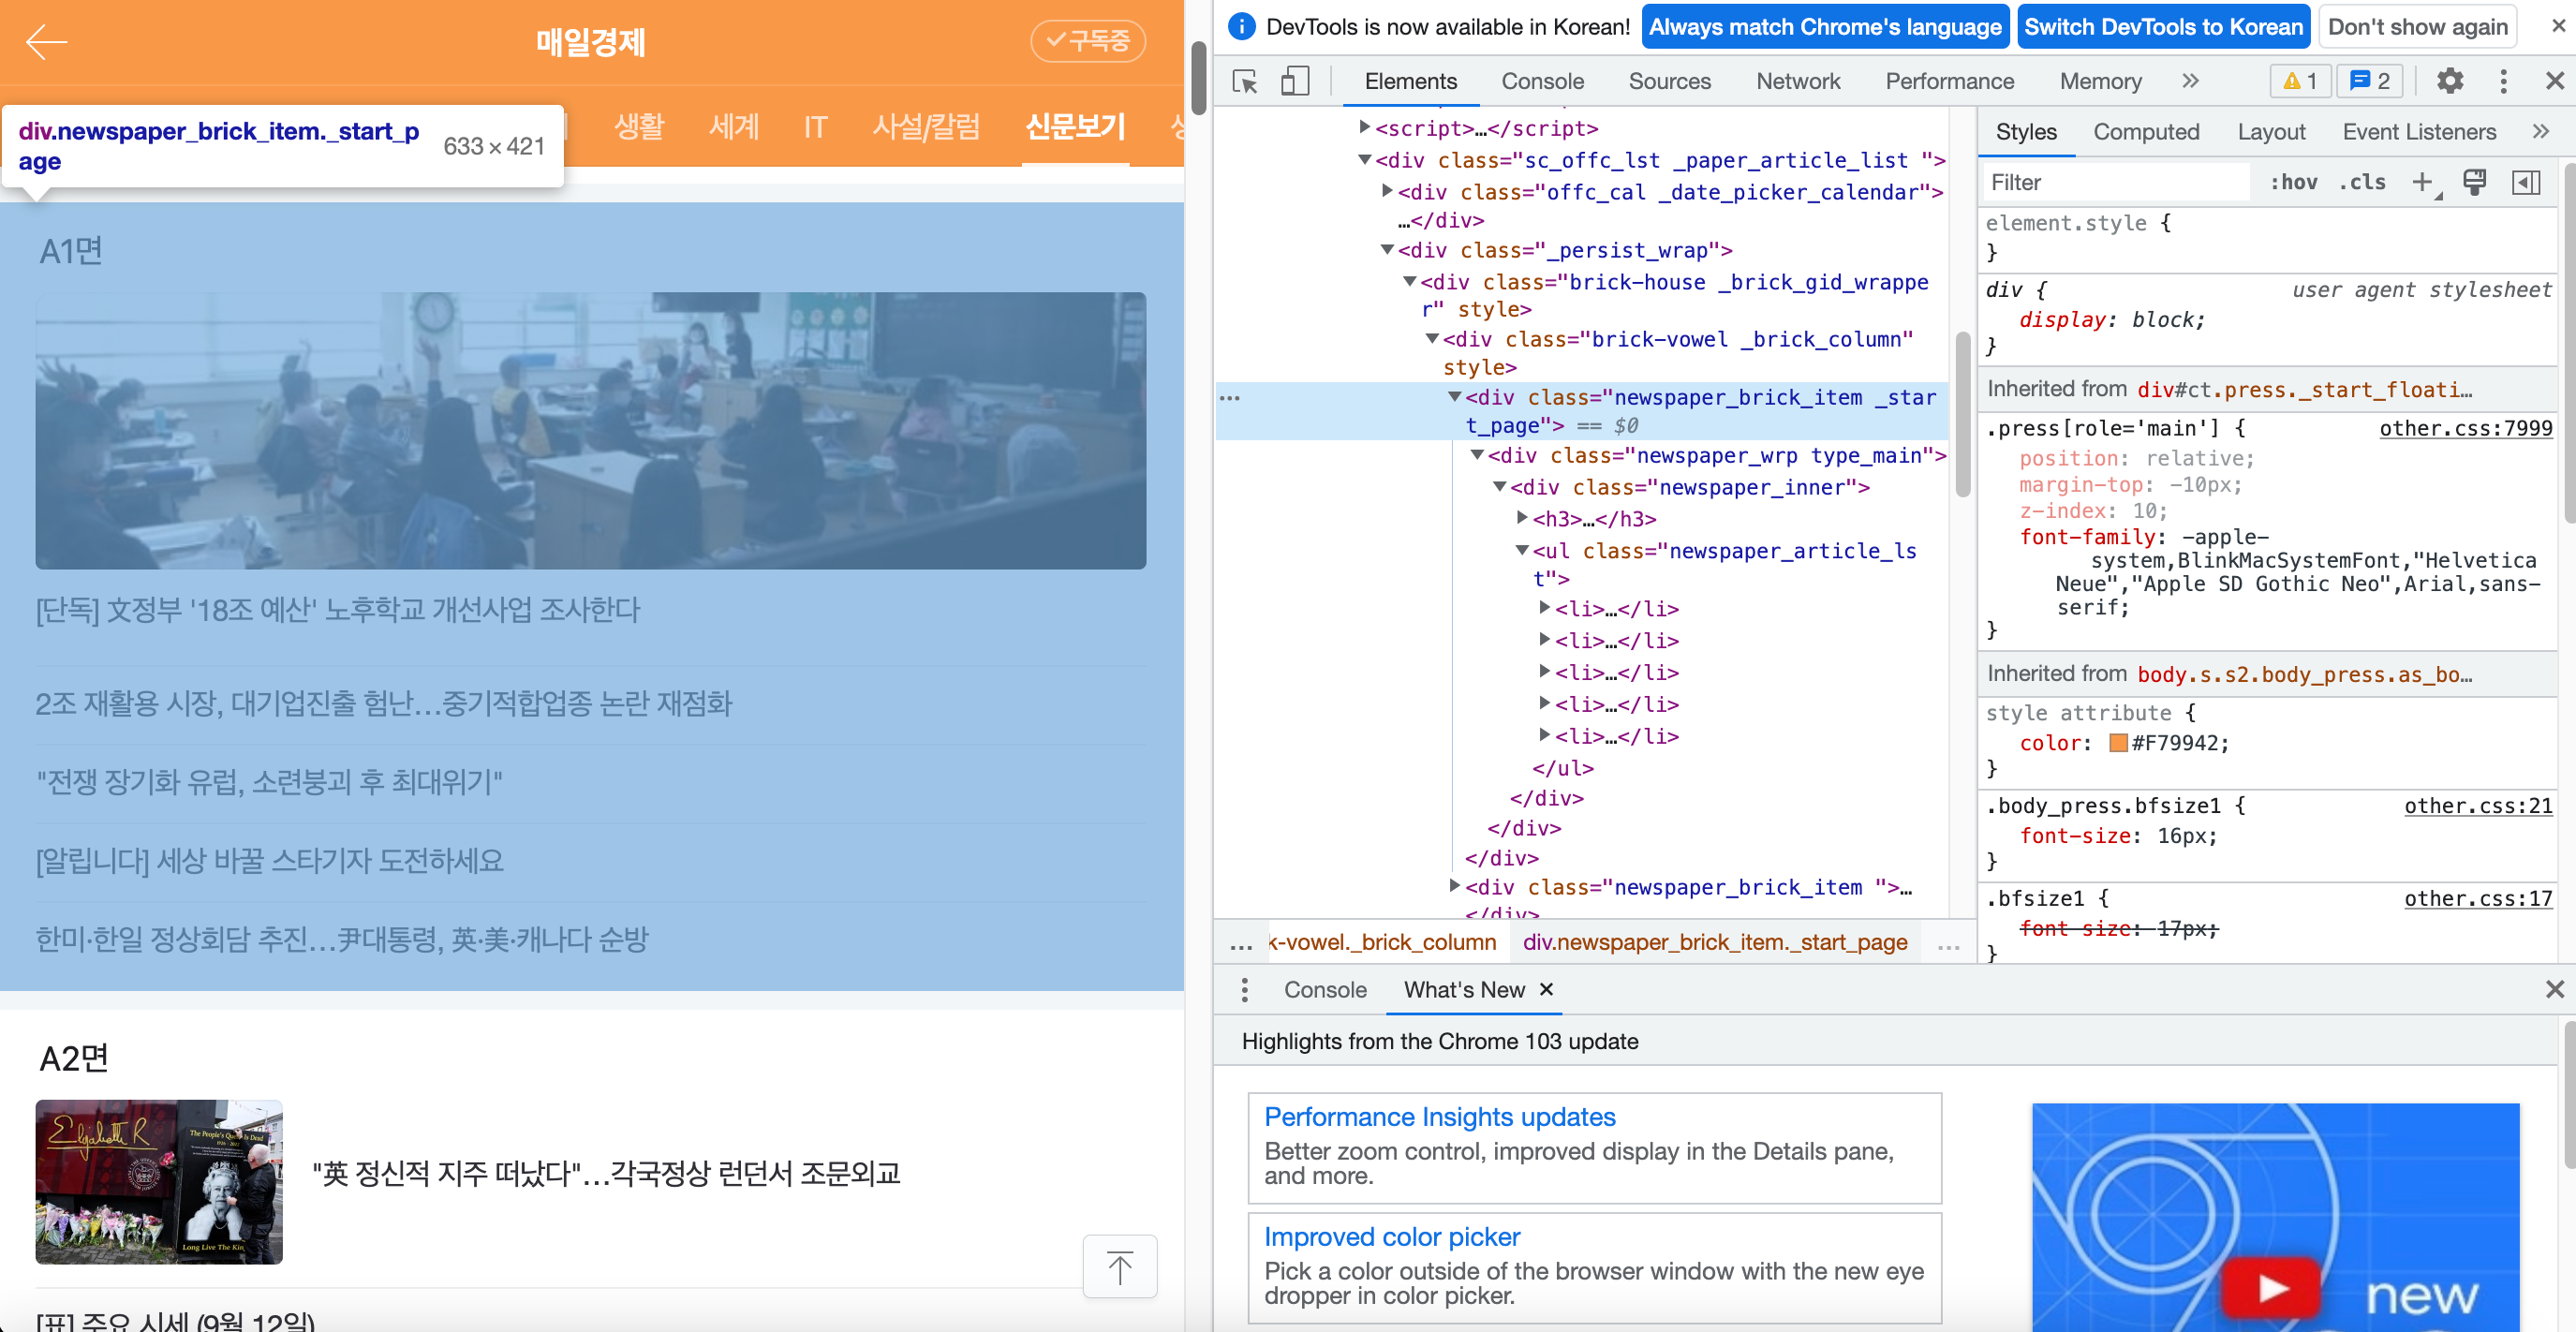 매일경제
구독중
생활 세계 IT 사설/칼럼 신문보기
div.newspaper_brick_item._start_p
age
633 × 421
A1면
[단독] 文정부 '18조 예산' 노후학교 개선사업 조사한다
2조 재활용 시장, 대기업진출 험난…중기적합업종 논란 재점화
"전쟁 장기화 유럽, 소련붕괴 후 최대위기"
[알립니다] 세상 바꿀 스타기자 도전하세요
한미·한일 정상회담 추진…尹대통령, 英·美·캐나다 순방
A2면
Elizabeth R
The People's Queen Is Dead
Long Live The King
"英 정신적 지주 떠났다"…각국정상 런던서 조문외교
[표] 주요 시세 (9월 12일)
DevTools is now available in Korean! Always match Chrome's language Switch DevTools to Korean Don't show again
Elements Console Sources Network Performance Memory 1 2
<script>…</script>
<div class="sc_offc_lst _paper_article_list ">
<div class="offc_cal _date_picker_calendar">
…</div>
<div class="_persist_wrap">
<div class="brick-house _brick_gid_wrappe
r" style>
<div class="brick-vowel _brick_column"
style>
<div class="newspaper_brick_item _star
t_page"> == $0
<div class="newspaper_wrp type_main">
<div class="newspaper_inner">
<h3>…</h3>
<ul class="newspaper_article_ls
t">
<li>…</li>
<li>…</li>
<li>…</li>
<li>…</li>
<li>…</li>
</ul>
</div>
</div>
</div>
<div class="newspaper_brick_item ">…
</div>
… k-vowel._brick_column div.newspaper_brick_item._start_page …
Styles Computed Layout Event Listeners
Filter :hov .cls
element.style {
}
div { user agent stylesheet
display: block;
}
Inherited from div#ct.press._start_floati…
.press[role='main'] { other.css:7999
position: relative;
margin-top: -10px;
z-index: 10;
font-family: -apple-
system,BlinkMacSystemFont,"Helvetica
Neue","Apple SD Gothic Neo",Arial,sans-
serif;
}
Inherited from body.s.s2.body_press.as_bo…
style attribute {
color: #F79942;
}
.body_press.bfsize1 { other.css:21
font-size: 16px;
}
.bfsize1 { other.css:17
font-size: 17px;
}
Console What's New
Highlights from the Chrome 103 update
Performance Insights updates
Better zoom control, improved display in the Details pane,
and more.
Improved color picker
Pick a color outside of the browser window with the new eye
dropper in color picker.
new